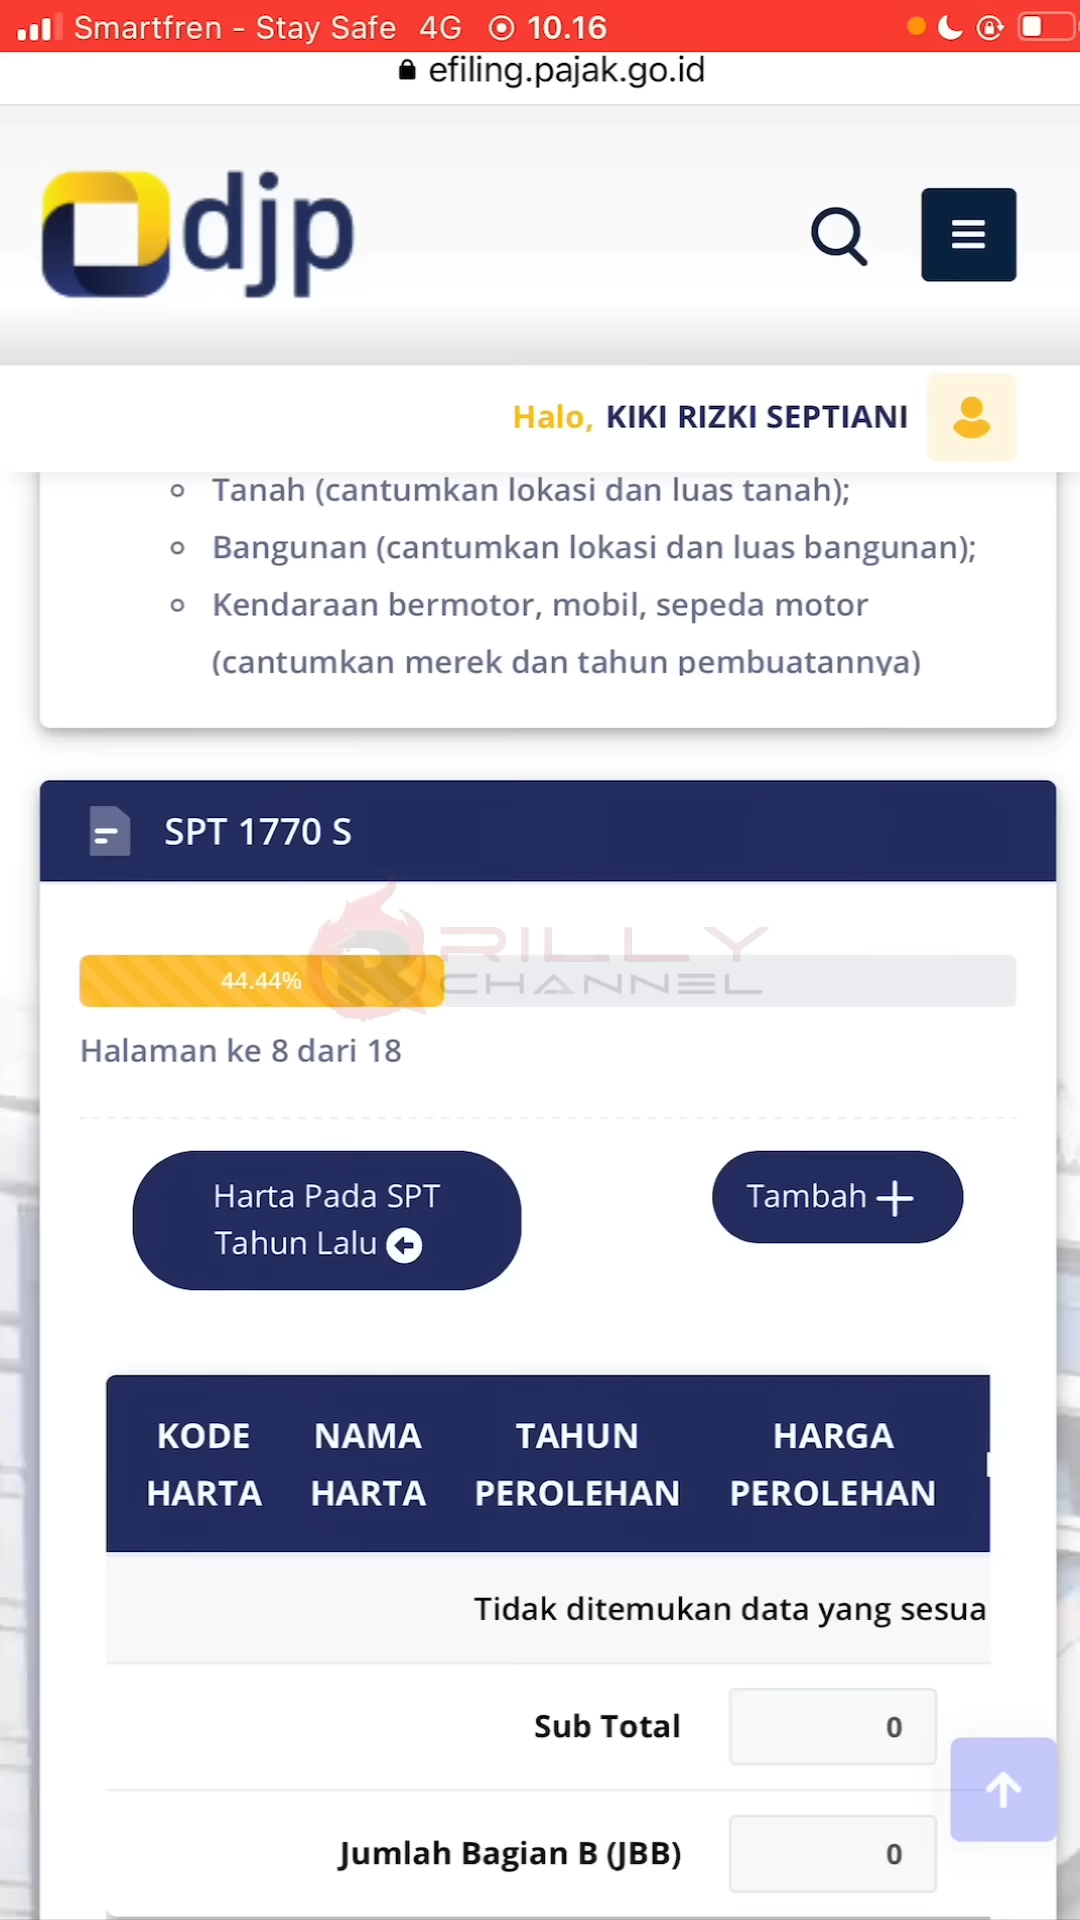 Smartfren - Stay Safe 4G 10.16
efiling.pajak.go.id
djp
Halo, KIKI RIZKI SEPTIANI
Tanah (cantumkan lokasi dan luas tanah);
Bangunan (cantumkan lokasi dan luas bangunan);
Kendaraan bermotor, mobil, sepeda motor
(cantumkan merek dan tahun pembuatannya)
SPT 1770 S
RILLY
CHANNEL
44.44%
Halaman ke 8 dari 18
Harta Pada SPT
Tahun Lalu
Tambah +
KODE HARTA
NAMA HARTA
TAHUN PEROLEHAN
HARGA PEROLEHAN
Tidak ditemukan data yang sesua
Sub Total 0
Jumlah Bagian B (JBB) 0